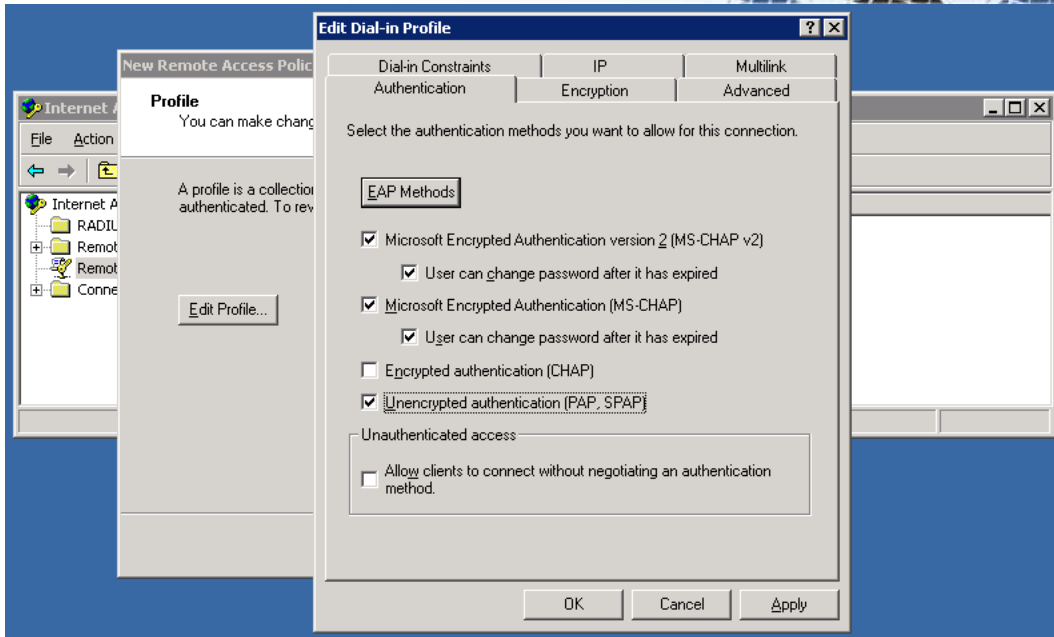 Edit Dial-in Profile
New Remote Access Polic
Dial-in Constraints
IP
Multilink
Authentication
Encryption
Advanced
Internet A
File Action
Profile
You can make chang
Select the authentication methods you want to allow for this connection.
A profile is a collection
authenticated. To rev
EAP Methods
Internet A
RADIU
Remot
Remot
Conne
Microsoft Encrypted Authentication version 2 (MS-CHAP v2)
User can change password after it has expired
Edit Profile...
Microsoft Encrypted Authentication (MS-CHAP)
User can change password after it has expired
Encrypted authentication (CHAP)
Unencrypted authentication (PAP, SPAP)
Unauthenticated access
Allow clients to connect without negotiating an authentication
method.
OK
Cancel
Apply